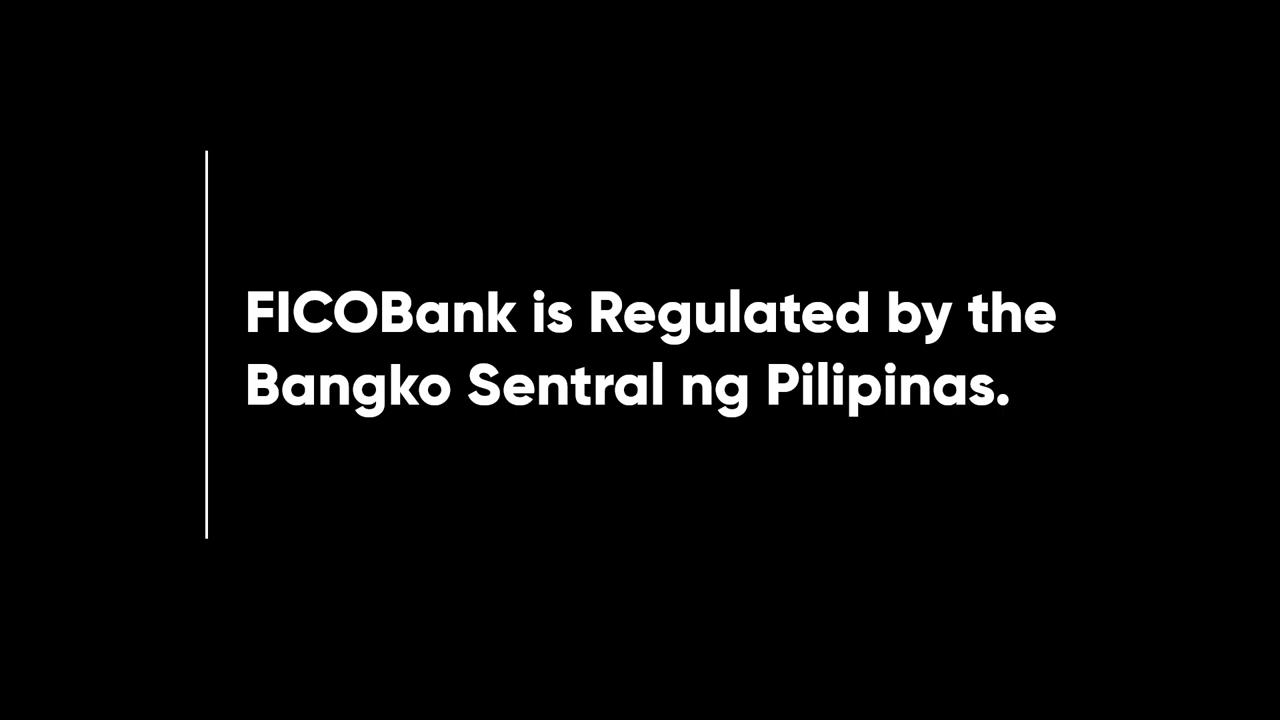 FICOBank is Regulated by the
Bangko Sentral ng Pilipinas.